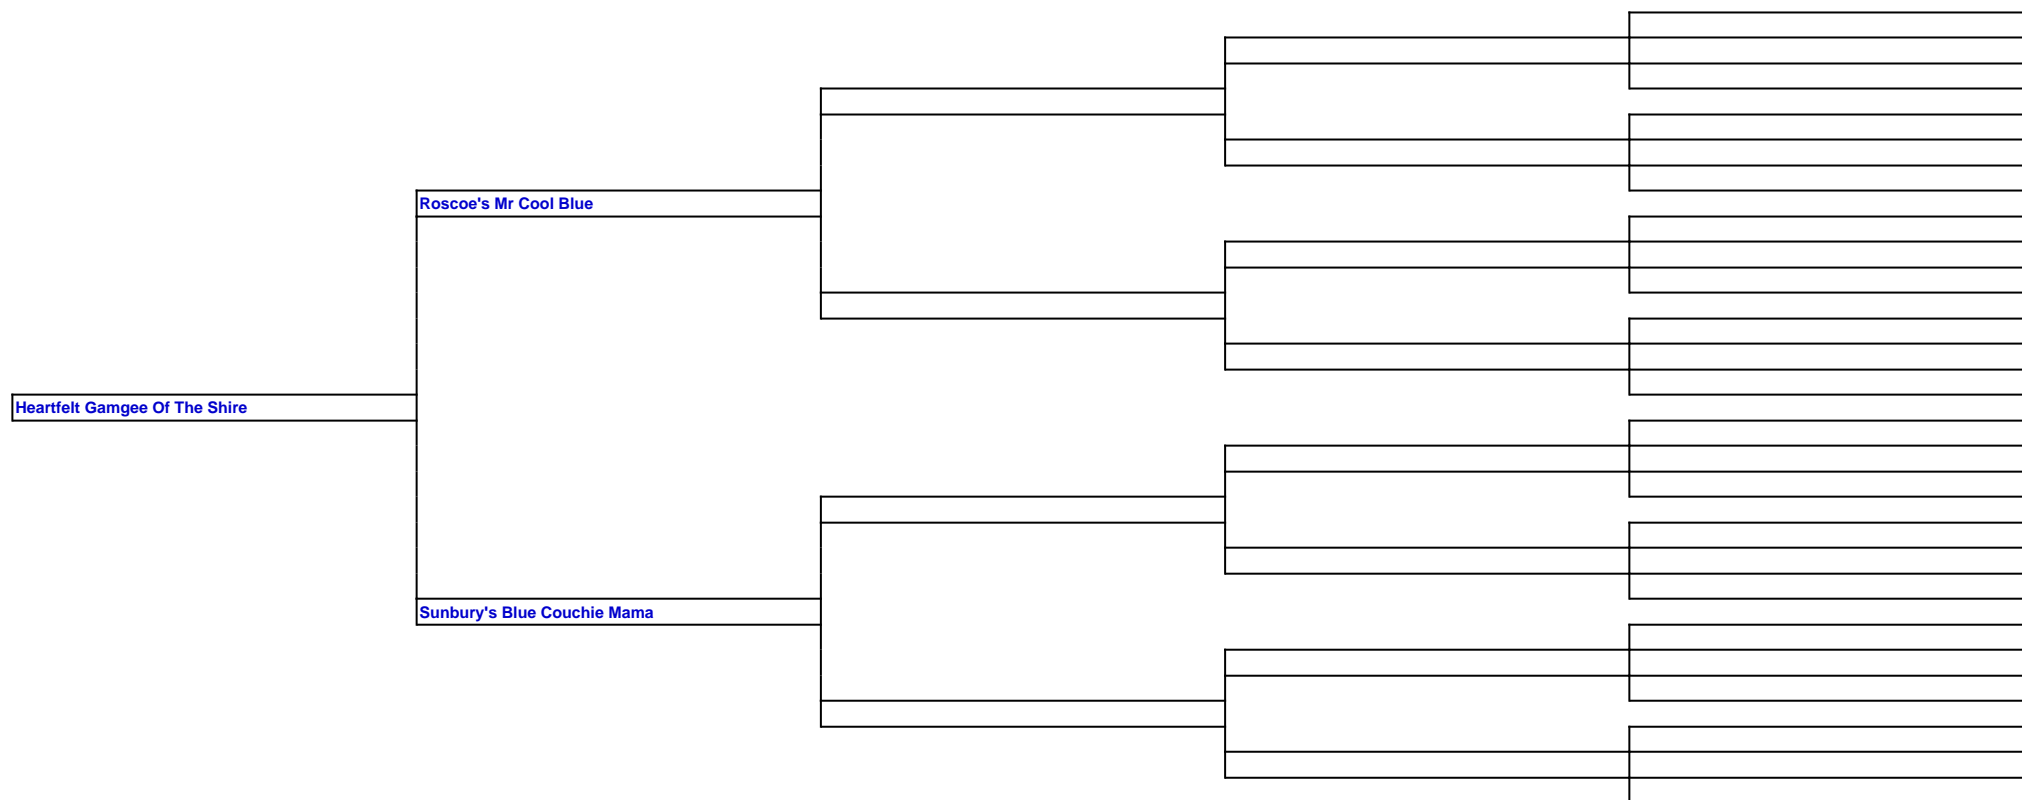 Roscoe's Mr Cool Blue
Heartfelt Gamgee Of The Shire
Sunbury's Blue Couchie Mama